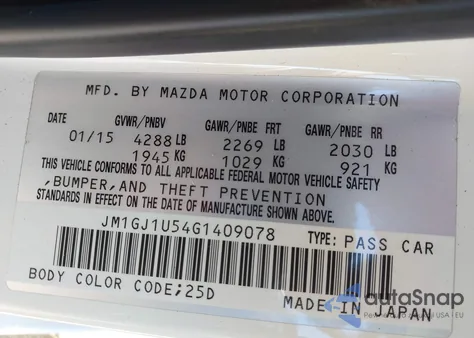 MFD. BY MAZDA MOTOR CORPORATION
DATE GVWR/PNBV GAWR/PNBE FRT GAWR/PNBE RR
01/15 4288 LB 2269 LB 2030 LB
1945 KG 1029 KG 921 KG
THIS VEHICLE CONFORMS TO ALL APPLICABLE FEDERAL MOTOR VEHICLE SAFETY
,BUMPER,AND THEFT PREVENTION
STANDARDS IN EFFECT ON THE DATE OF MANUFACTURE SHOWN ABOVE.
JM1GJ1U54G1409078 TYPE: PASS CAR
BODY COLOR CODE;25D MADE IN JAPAN
autoSnap